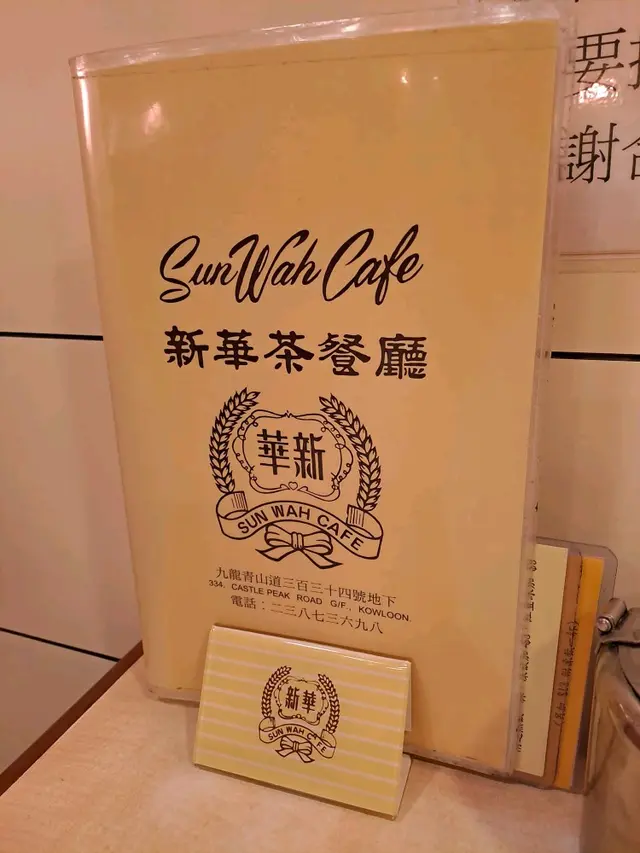 Sun Wah Cafe
新華茶餐廳
華新
SUN WAH CAFE
九龍青山道三百三十四號地下
334, CASTLE PEAK ROAD G/F., KOWLOON.
電話：二三八七三六九八
新華
SUN WAH CAFE
要
謝